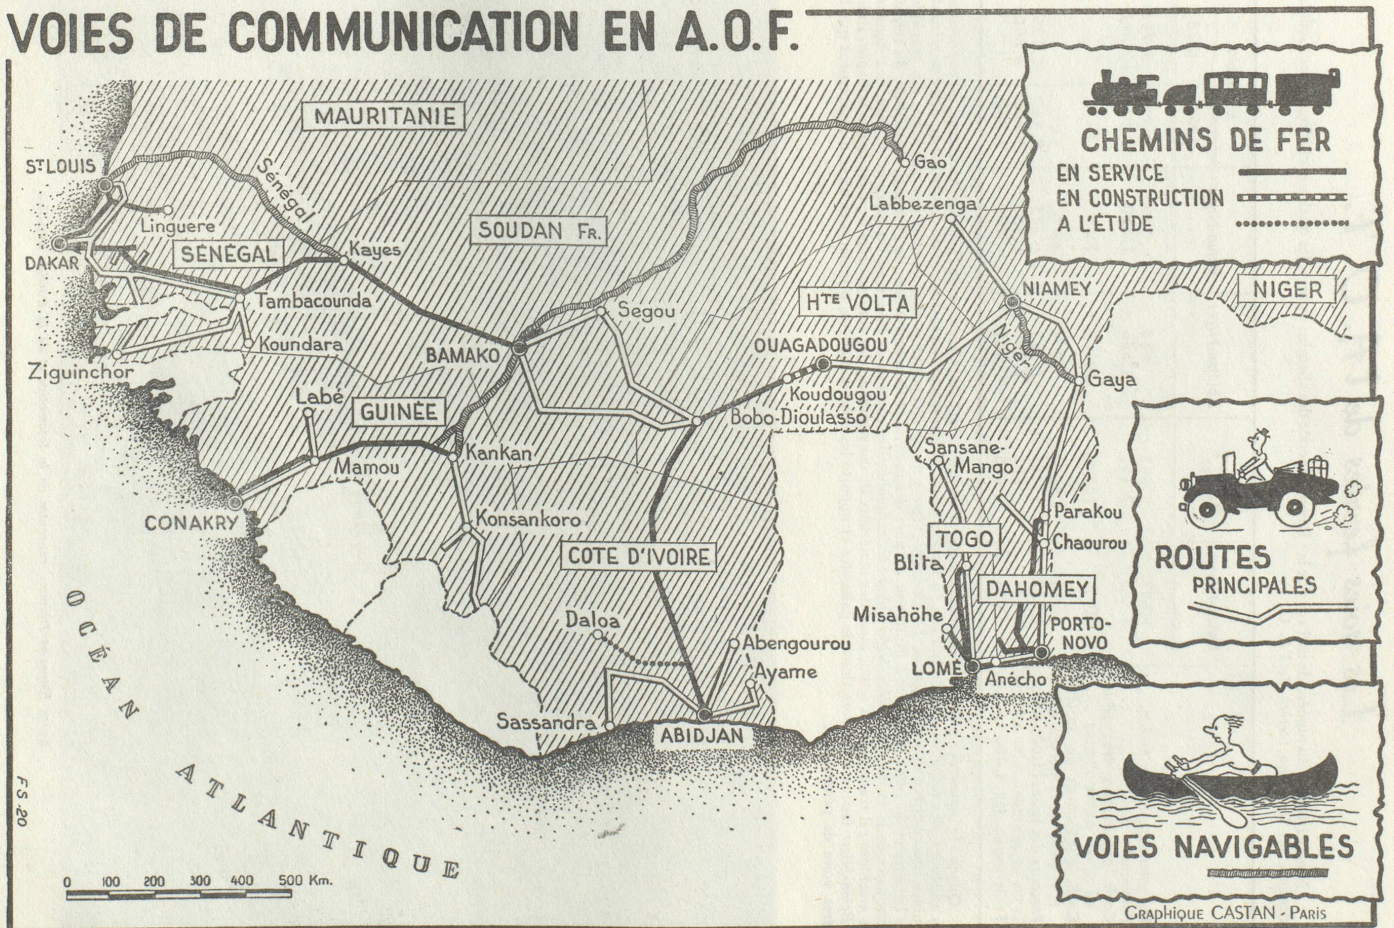 VOIES DE COMMUNICATION EN A.O.F.
CHEMINS DE FER
EN SERVICE
EN CONSTRUCTION
A L'ÉTUDE
MAURITANIE
ST. LOUIS
Sénégal
Gao
Linguere
Labbezenga
SOUDAN FR.
SÉNÉGAL
Kayes
DAKAR
Tambacounda
Segou
HTE VOLTA
NIAMEY
NIGER
Koundara
BAMAKO
OUAGADOUGOU
Niger
Ziguinchor
Koudougou
Gaya
Labé
GUINÉE
Bobo-Dioulasso
Mamou
KanKan
Sansane-
Mango
CONAKRY
Konsankoro
Parakou
Chaourou
COTE D'IVOIRE
TOGO
Blita
DAHOMEY
Daloa
Misahöhe
PORTO-
NOVO
Abengourou
Ayame
LOMÉ
Anécho
Sassandra
ABIDJAN
ROUTES
PRINCIPALES
OCÉAN
ATLANTIQUE
VOIES NAVIGABLES
F S .20
0 100 200 300 400 500 Km.
Graphique CASTAN - Paris